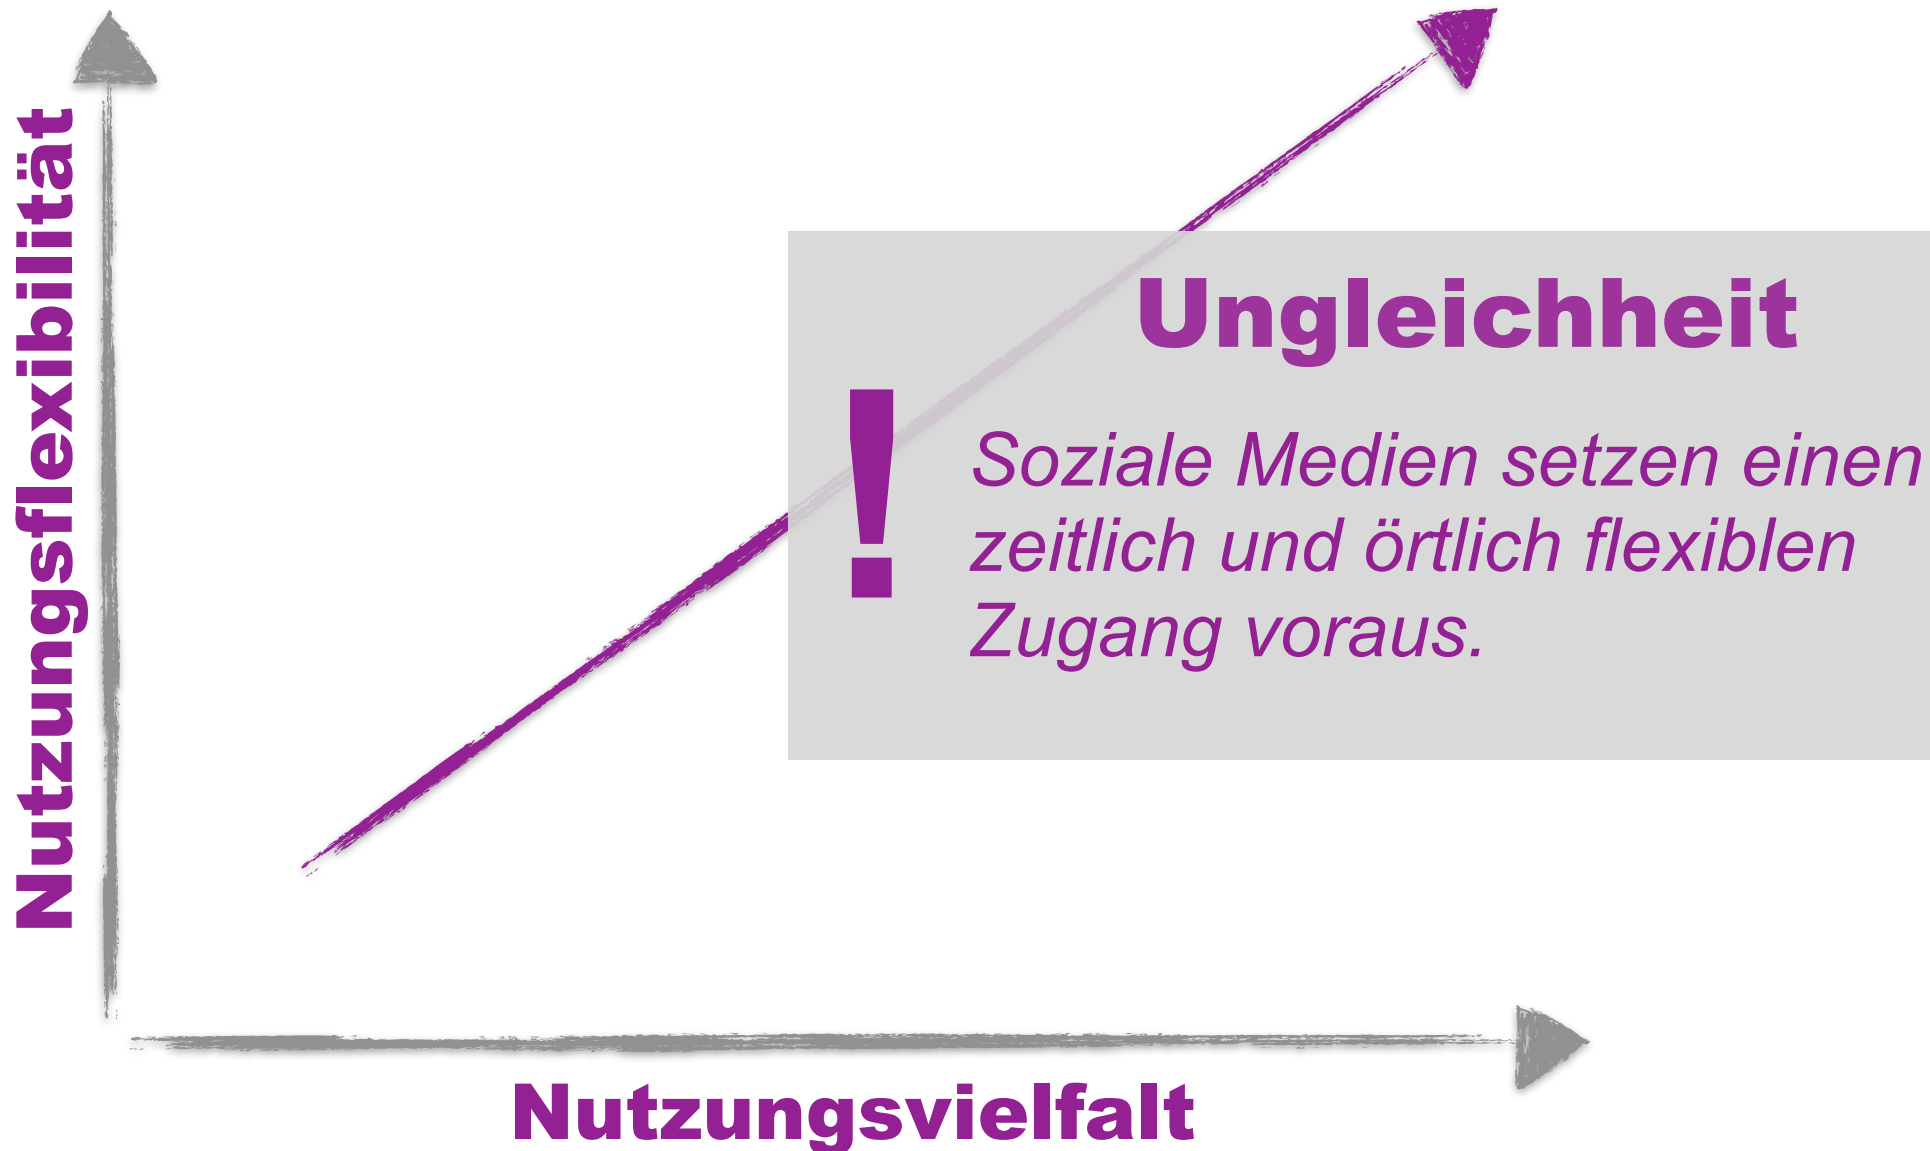 Nutzungsflexibilität
Ungleichheit
!
Soziale Medien setzen einen
zeitlich und örtlich flexiblen
Zugang voraus.
Nutzungsvielfalt